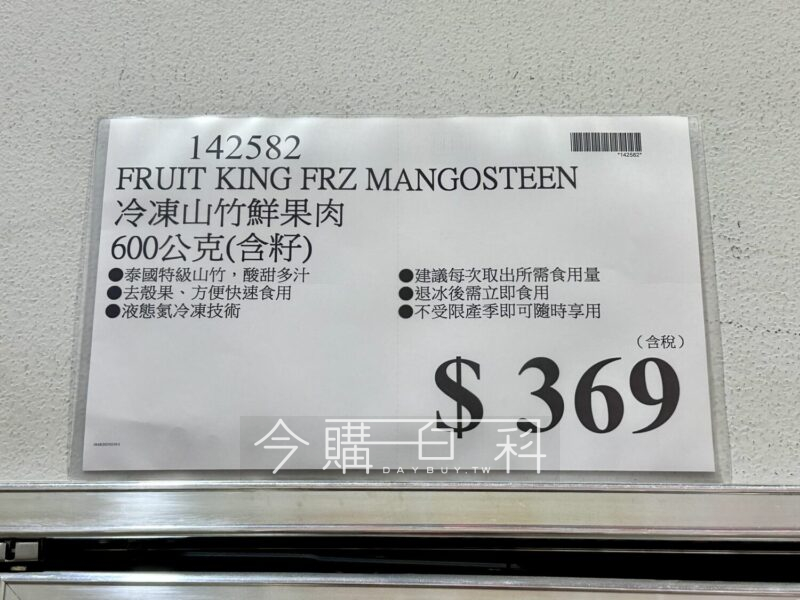 142582
"142582"
FRUIT KING FRZ MANGOSTEEN
冷凍山竹鮮果肉
600公克(含籽)
●泰國特級山竹，酸甜多汁
●去殼果、方便快速食用
●液態氮冷凍技術
●建議每次取出所需食用量
●退冰後需立即食用
●不受限產季即可隨時享用
（含稅）
$ 369
今購百科
DAYBUY.TW